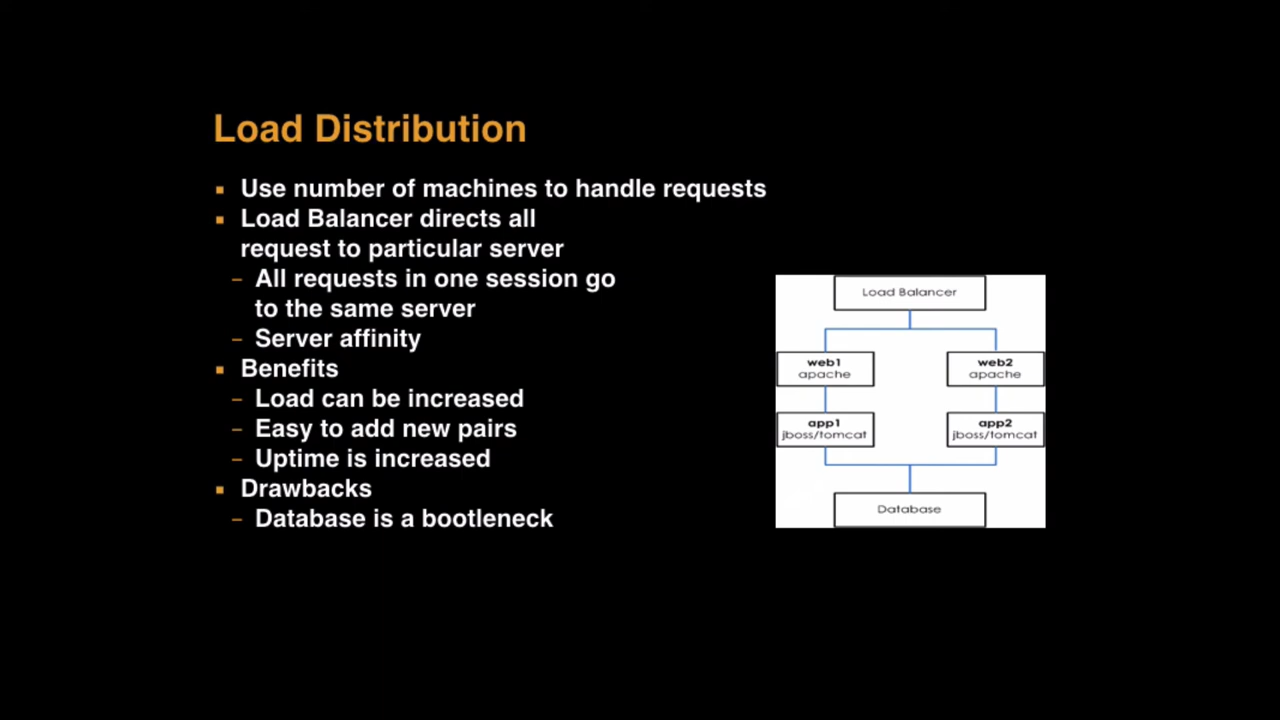 Load Distribution
Use number of machines to handle requests
Load Balancer directs all
request to particular server
– All requests in one session go
to the same server
– Server affinity
Benefits
– Load can be increased
– Easy to add new pairs
– Uptime is increased
Drawbacks
– Database is a bootleneck
Load Balancer
web1
apache
web2
apache
app1
jboss/tomcat
app2
jboss/tomcat
Database